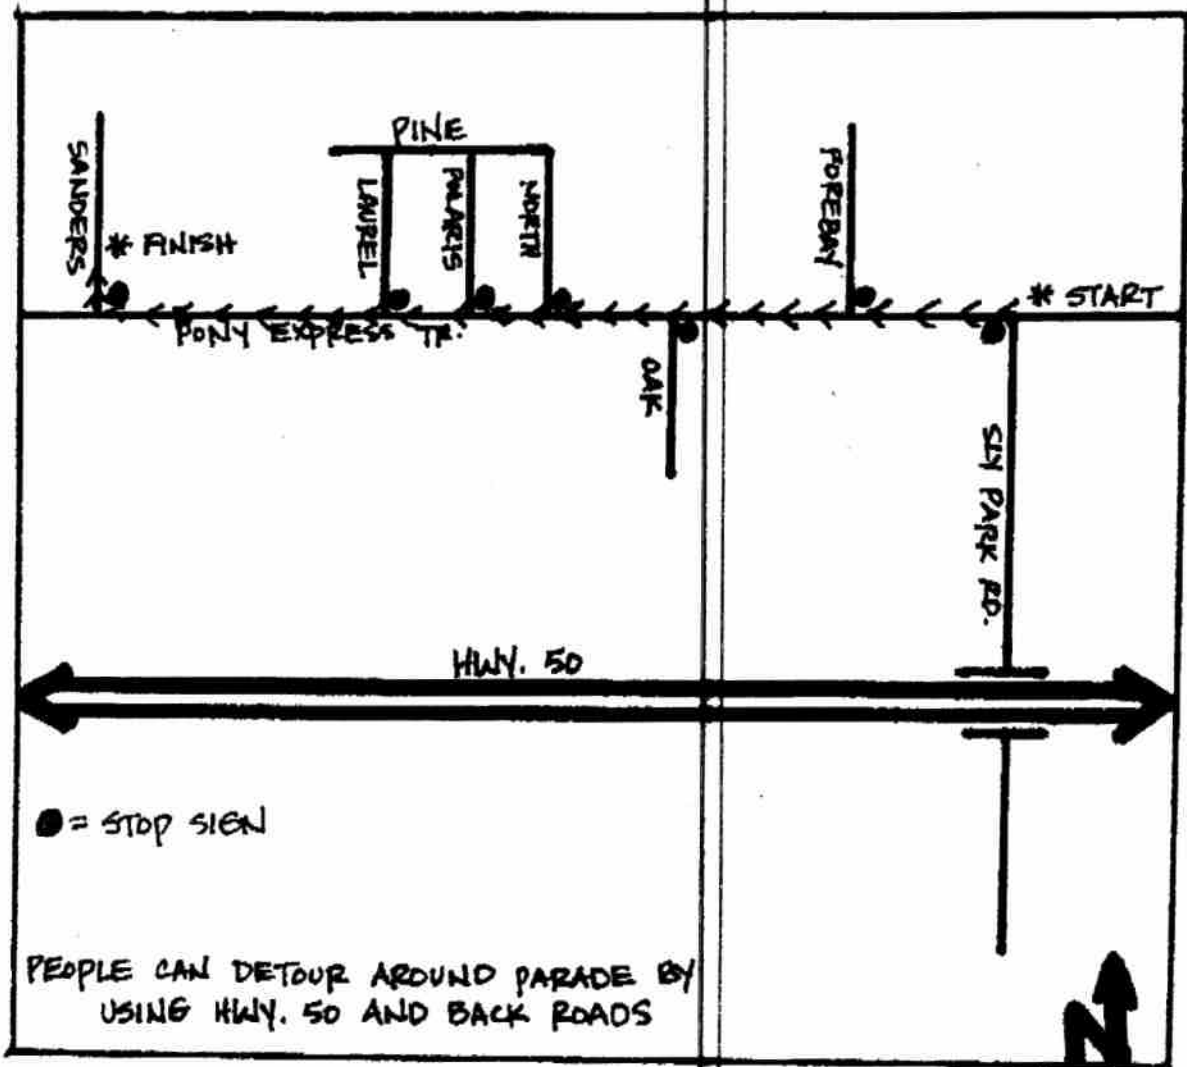 PINE
SANDERS
LAUREL
POLARIS
NORTH
FOREBAY
* FINISH
* START
PONY EXPRESS TR.
OAK
SLY PARK RD.
HWY. 50
= STOP SIGN
PEOPLE CAN DETOUR AROUND PARADE BY
USING HWY. 50 AND BACK ROADS
N